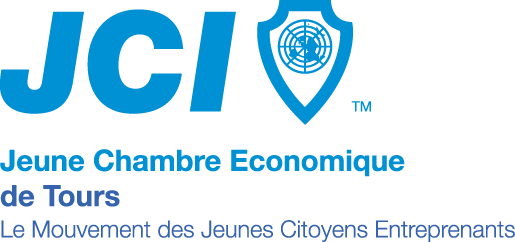 JCI
TM
Jeune Chambre Economique
de Tours
Le Mouvement des Jeunes Citoyens Entreprenants